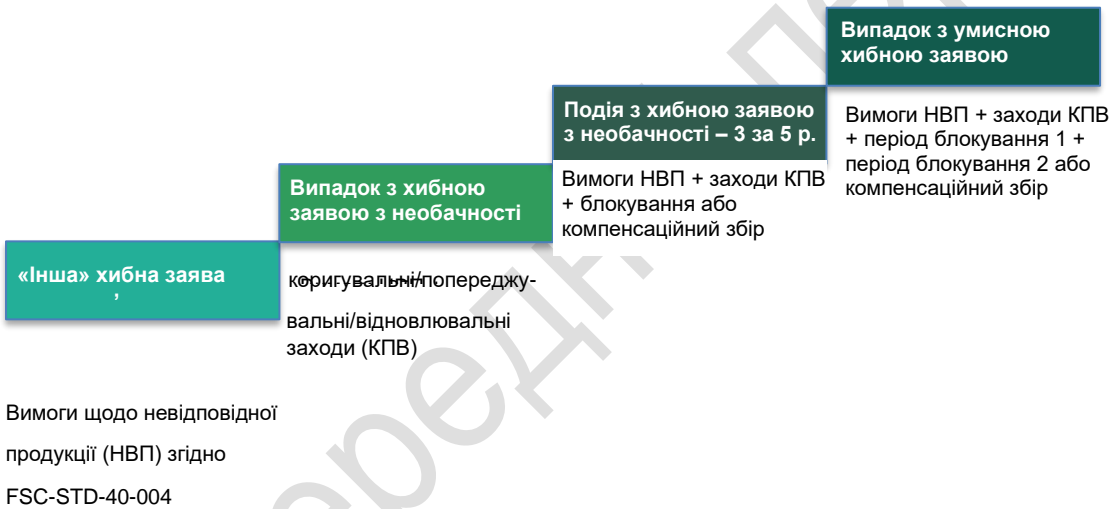 Випадок з умисною
хибною заявою
Вимоги НВП + заходи КПВ
+ період блокування 1 +
період блокування 2 або
компенсаційний збір
Подія з хибною заявою
з необачності – 3 за 5 р.
Вимоги НВП + заходи КПВ
+ блокування або
компенсаційний збір
Випадок з хибною
заявою з необачності
коригувальні/попереджу-
вальні/відновлювальні
заходи (КПВ)
«Інша» хибна заява
,
Вимоги щодо невідповідної
продукції (НВП) згідно
FSC-STD-40-004